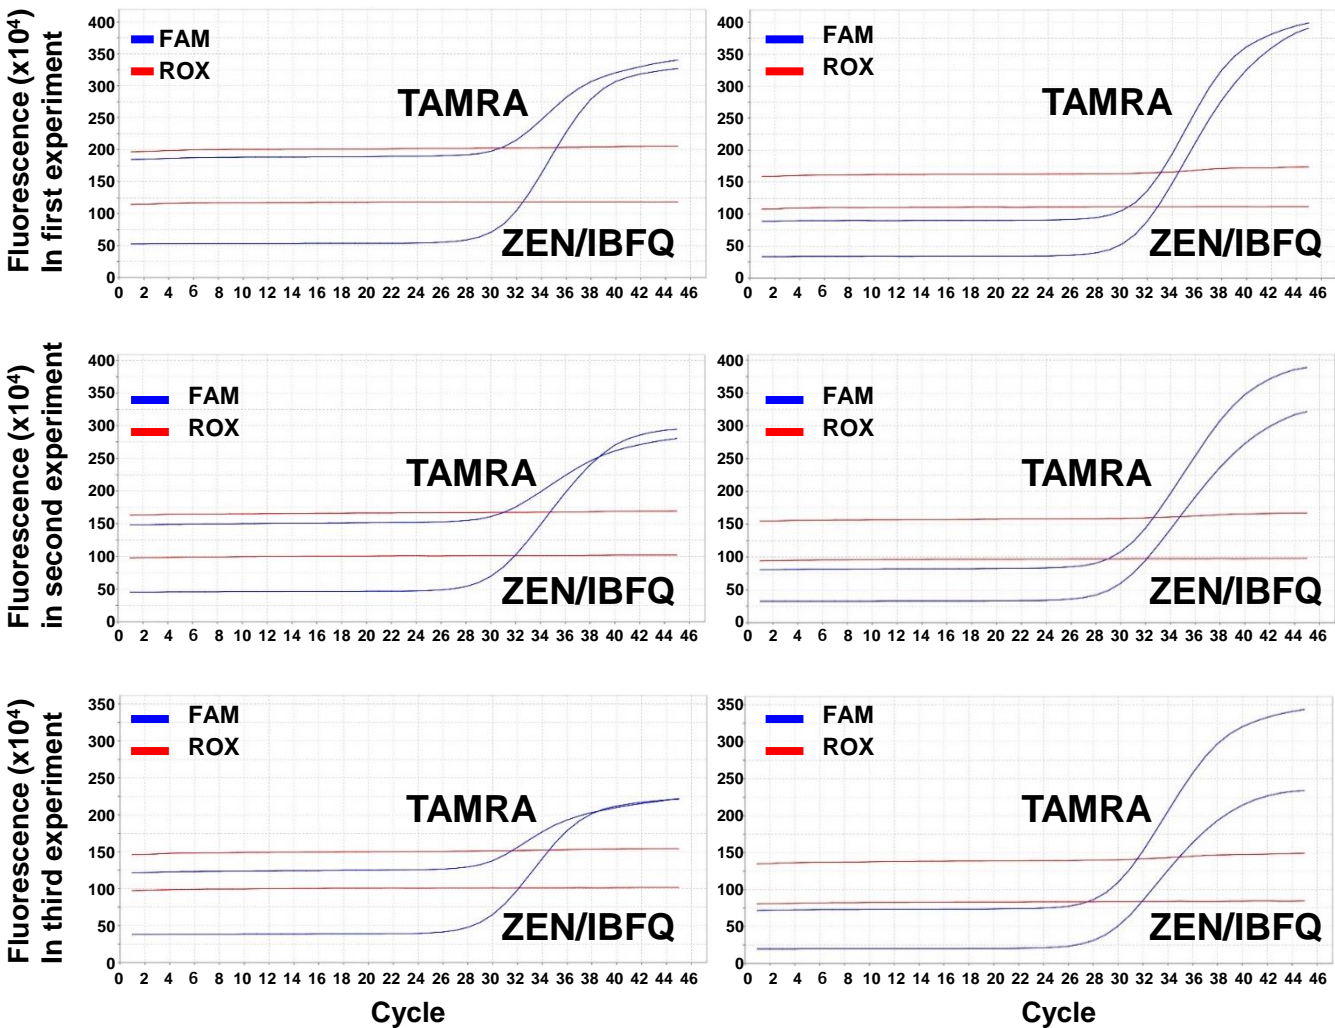 Fluorescence (x10⁴)
In first experiment
400
350
300
250
200
150
100
50
0
FAM
ROX
TAMRA
ZEN/IBFQ
0 2 4 6 8 10 12 14 16 18 20 22 24 26 28 30 32 34 36 38 40 42 44 46
400
350
300
250
200
150
100
50
0
FAM
ROX
TAMRA
ZEN/IBFQ
0 2 4 6 8 10 12 14 16 18 20 22 24 26 28 30 32 34 36 38 40 42 44 46
Fluorescence (x10⁴)
in second experiment
400
350
300
250
200
150
100
50
0
FAM
ROX
TAMRA
ZEN/IBFQ
0 2 4 6 8 10 12 14 16 18 20 22 24 26 28 30 32 34 36 38 40 42 44 46
400
350
300
250
200
150
100
50
0
FAM
ROX
TAMRA
ZEN/IBFQ
0 2 4 6 8 10 12 14 16 18 20 22 24 26 28 30 32 34 36 38 40 42 44 46
Fluorescence (x10⁴)
In third experiment
350
300
250
200
150
100
50
0
FAM
ROX
TAMRA
ZEN/IBFQ
0 2 4 6 8 10 12 14 16 18 20 22 24 26 28 30 32 34 36 38 40 42 44 46
350
300
250
200
150
100
50
0
FAM
ROX
TAMRA
ZEN/IBFQ
0 2 4 6 8 10 12 14 16 18 20 22 24 26 28 30 32 34 36 38 40 42 44 46
Cycle
Cycle